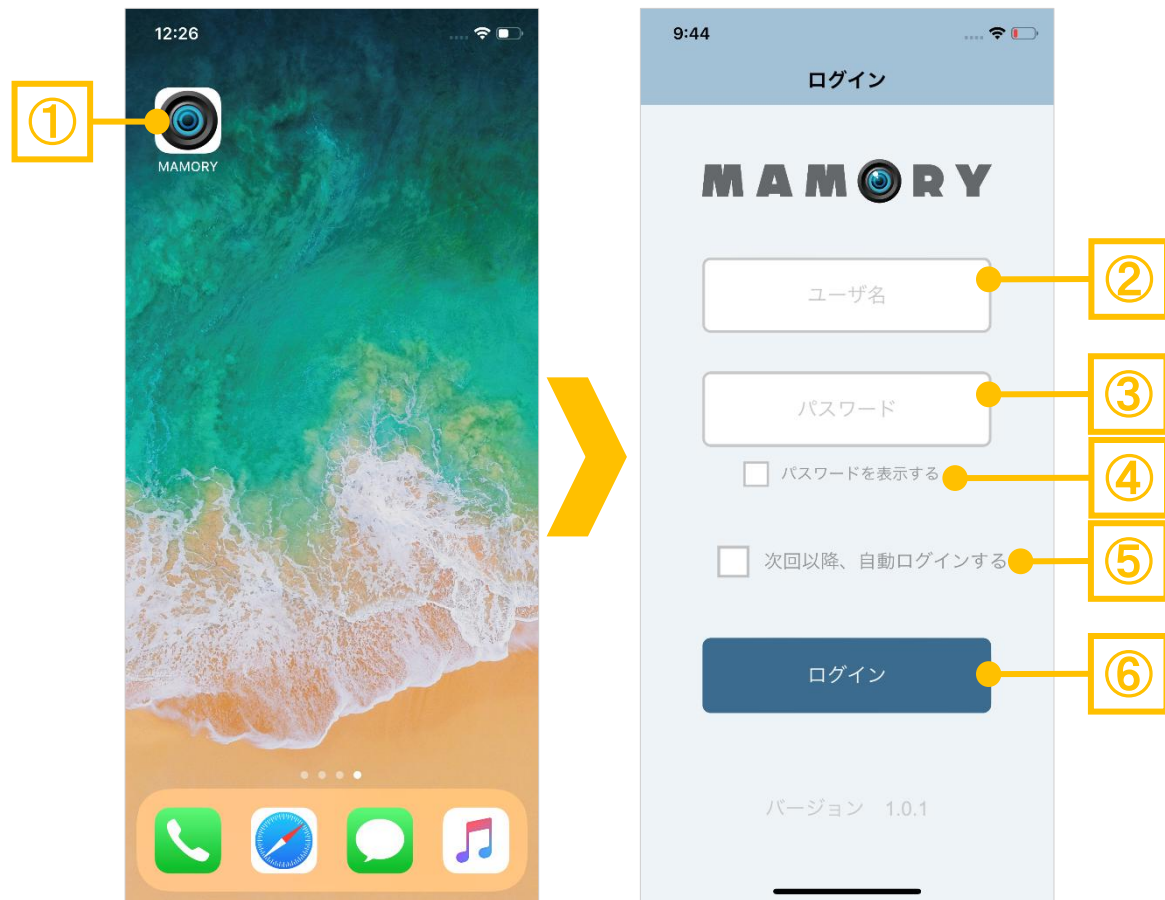 12:26
①
MAMORY
9:44
ログイン
MAMORY
ユーザ名
②
パスワード
③
パスワードを表示する
④
次回以降、自動ログインする
⑤
ログイン
⑥
バージョン 1.0.1